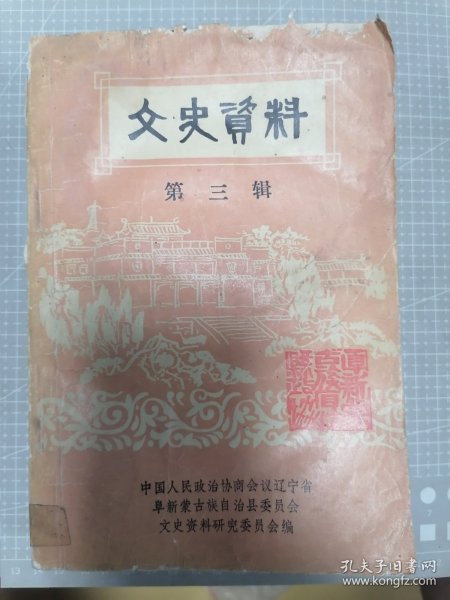 文史資料
第三辑
中国人民政治协商会议辽宁省
阜新蒙古族自治县委员会
文史资料研究委员会编
13
孔夫子旧书网
book.kongfz.com